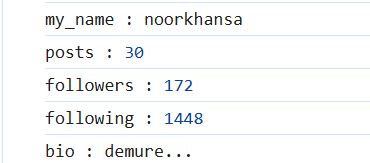 my_name : noorkhansa
posts : 30
followers : 172
following : 1448
bio : demure...